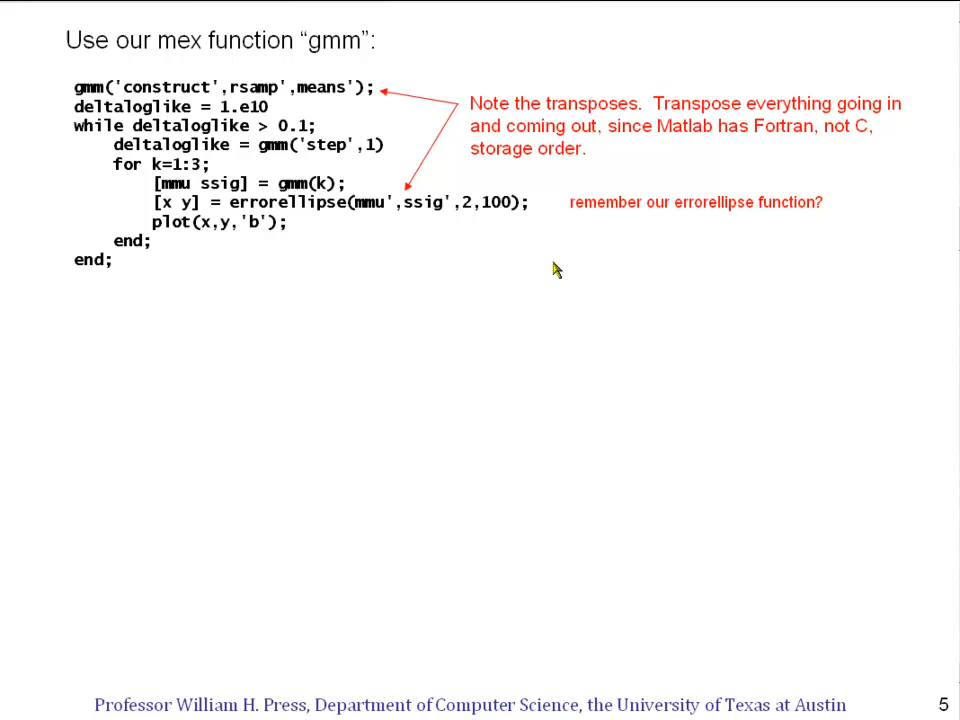 Use our mex function “gmm”:
gmm('construct',rsamp',means');
deltaloglike = 1.e10
while deltaloglike > 0.1;
    deltaloglike = gmm('step',1)
    for k=1:3;
        [mmu ssig] = gmm(k);
        [x y] = errorellipse(mmu',ssig',2,100);
        plot(x,y,'b');
    end;
end;
Note the transposes. Transpose everything going in
and coming out, since Matlab has Fortran, not C,
storage order.
remember our errorellipse function?
Professor William H. Press, Department of Computer Science, the University of Texas at Austin
5